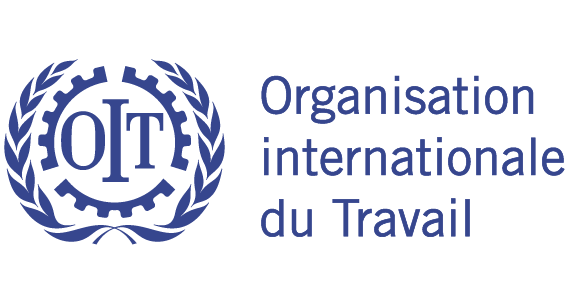 OIT
Organisation
internationale
du Travail